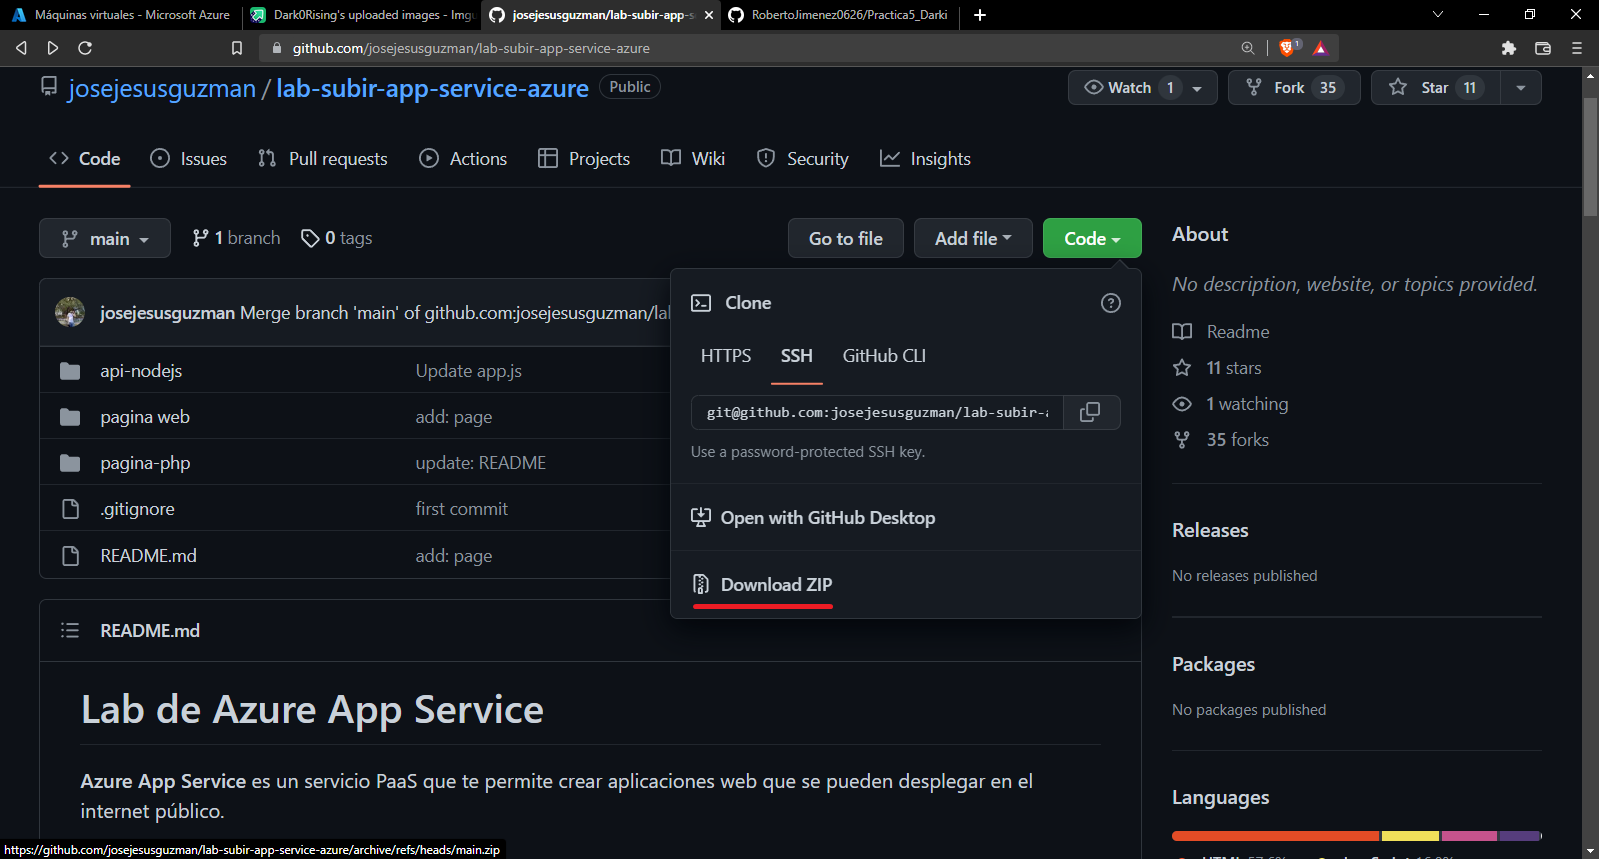 Máquinas virtuales - Microsoft Azure
Dark0Rising's uploaded images - Imgu
josejesusguzman/lab-subir-app-s
RobertoJimenez0626/Practica5_Darki
github.com/josejesusguzman/lab-subir-app-service-azure
1
josejesusguzman / lab-subir-app-service-azure Public
Watch 1
Fork 35
Star 11
Code
Issues
Pull requests
Actions
Projects
Wiki
Security
Insights
main
1 branch
0 tags
Go to file
Add file
Code
About
No description, website, or topics provided.
josejesusguzman Merge branch 'main' of github.com:josejesusguzman/lal
Clone
HTTPS SSH GitHub CLI
git@github.com:josejesusguzman/lab-subir-a
Use a password-protected SSH key.
Open with GitHub Desktop
Download ZIP
api-nodejs Update app.js
pagina web add: page
pagina-php update: README
.gitignore first commit
README.md add: page
Readme
11 stars
1 watching
35 forks
Releases
No releases published
Packages
No packages published
Languages
README.md
Lab de Azure App Service
Azure App Service es un servicio PaaS que te permite crear aplicaciones web que se pueden desplegar en el
internet público.
https://github.com/josejesusguzman/lab-subir-app-service-azure/archive/refs/heads/main.zip